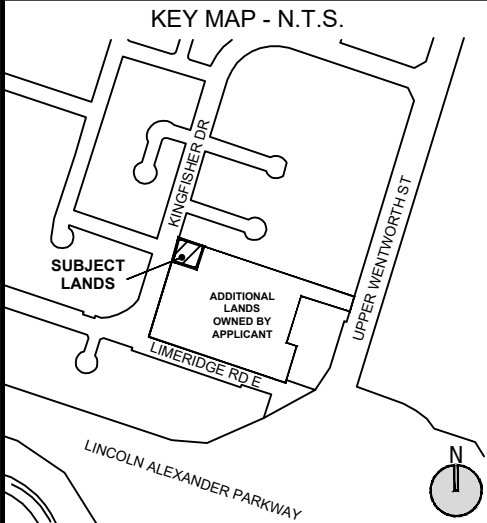 KEY MAP - N.T.S.
KINGFISHER DR
UPPER WENTWORTH ST
SUBJECT
LANDS
ADDITIONAL
LANDS
OWNED BY
APPLICANT
LIMERIDGE RD E
LINCOLN ALEXANDER PARKWAY
N